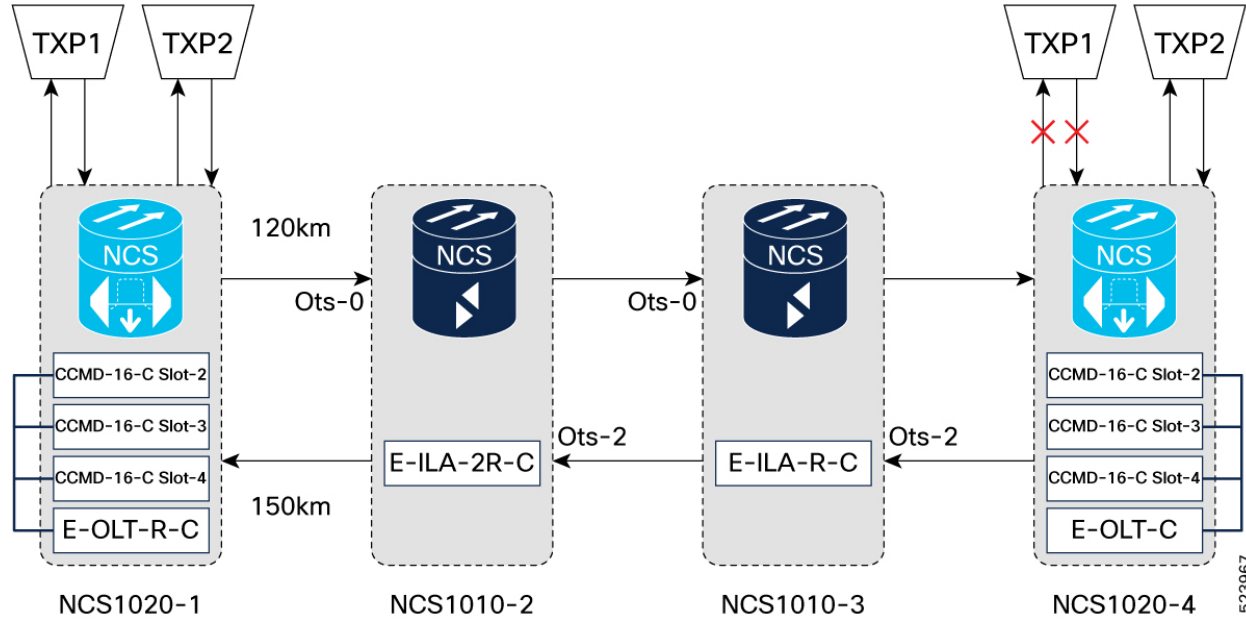 TXP1
TXP2
TXP1
TXP2
NCS
NCS
NCS
NCS
120km
Ots-0
Ots-0
CCMD-16-C Slot-2
CCMD-16-C Slot-2
CCMD-16-C Slot-3
CCMD-16-C Slot-3
Ots-2
Ots-2
E-ILA-2R-C
E-ILA-R-C
CCMD-16-C Slot-4
CCMD-16-C Slot-4
150km
E-OLT-R-C
E-OLT-C
NCS1020-1
NCS1010-2
NCS1010-3
NCS1020-4
523967